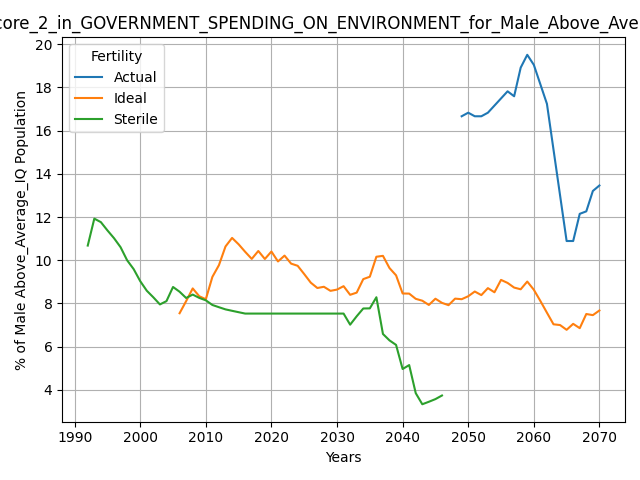 core_2_in_GOVERNMENT_SPENDING_ON_ENVIRONMENT_for_Male_Above_Ave
Fertility
Actual
Ideal
Sterile
% of Male Above_Average_IQ Population
20
18
16
14
12
10
8
6
4
1990 2000 2010 2020 2030 2040 2050 2060 2070
Years